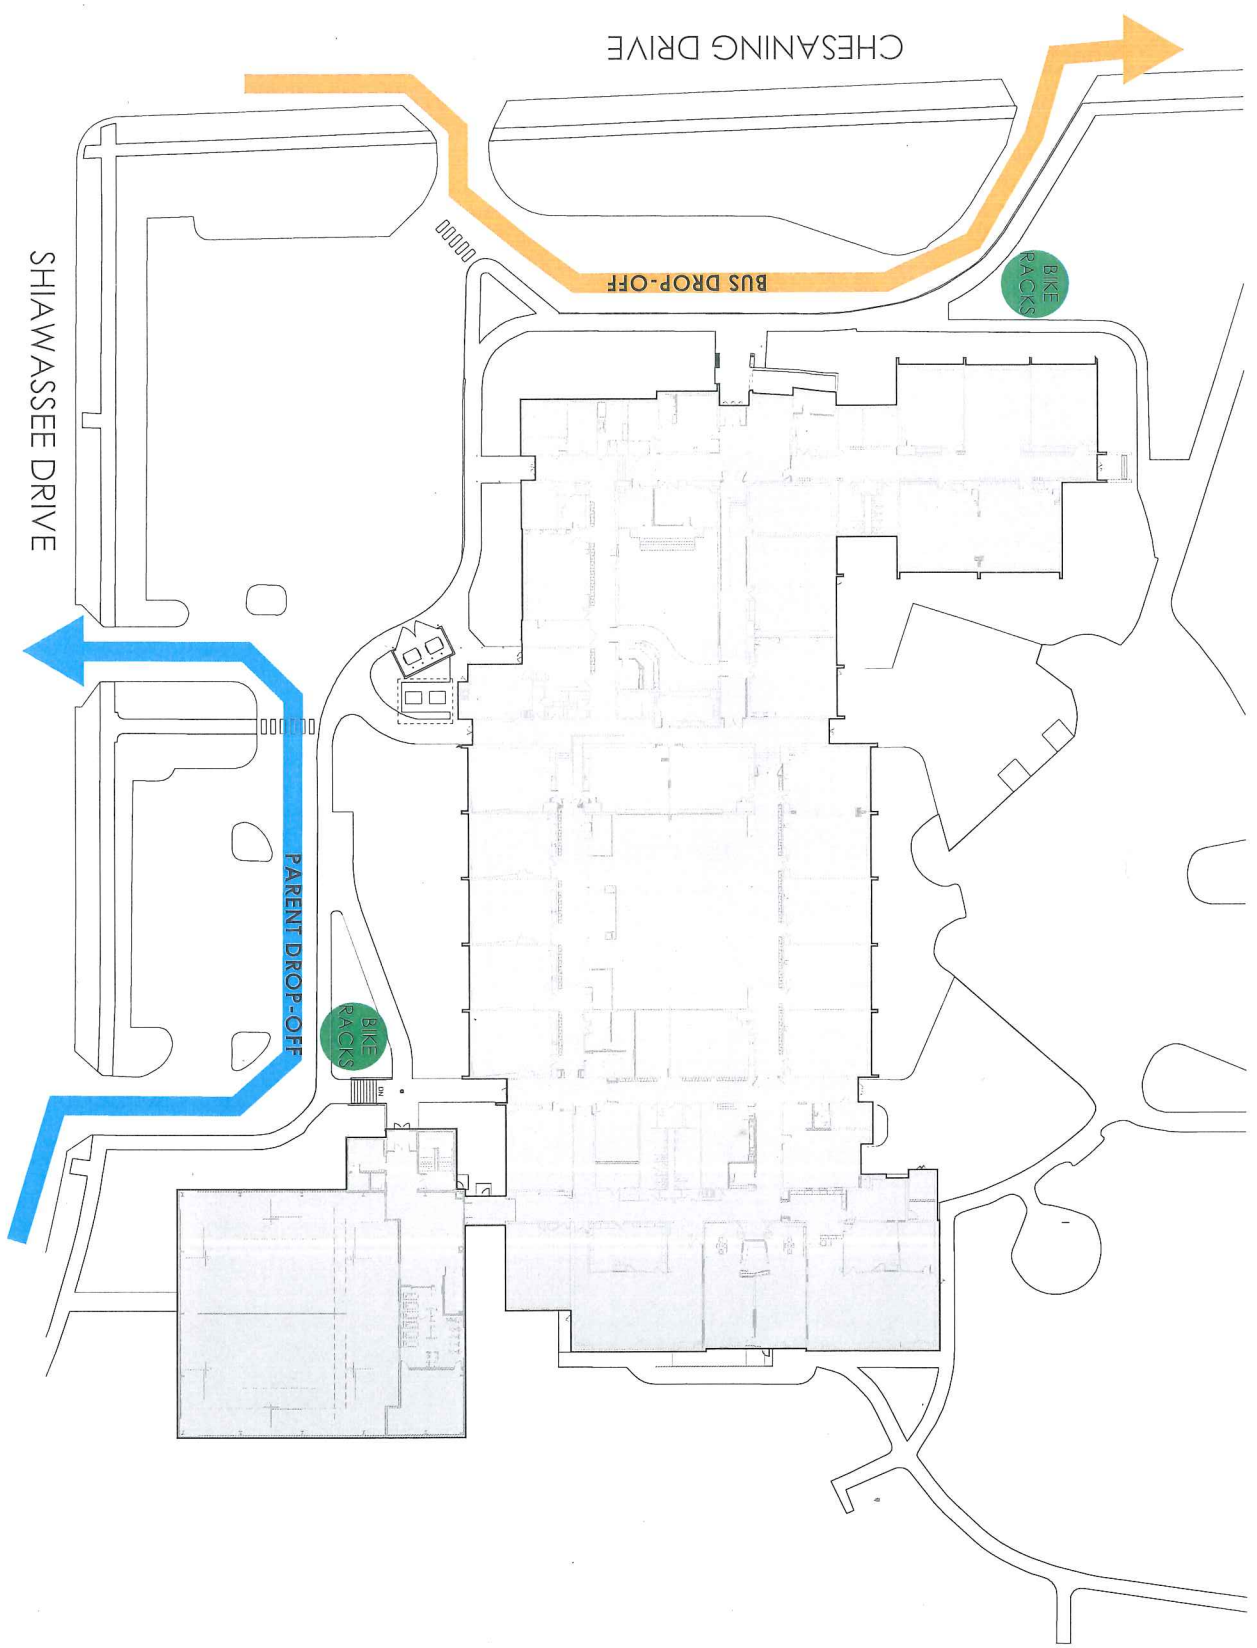 CHESANING DRIVE
BUS DROP-OFF
BIKE
RACKS
SHIAWASSEE DRIVE
PARENT DROP-OFF
BIKE
RACKS
DN